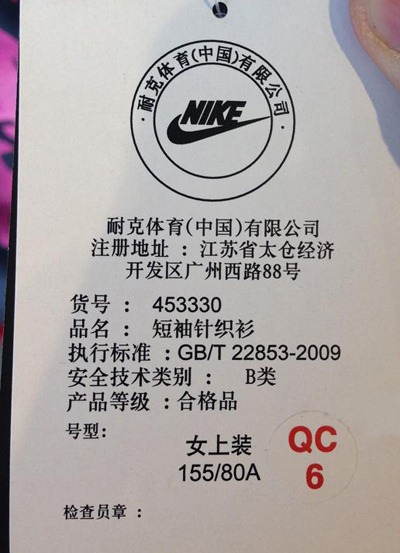 ·耐克体育(中国)有限公司·
NIKE
耐克体育(中国)有限公司
注册地址：江苏省太仓经济
开发区广州西路88号
货号：453330
品名：短袖针织衫
执行标准：GB/T 22853-2009
安全技术类别： B类
产品等级：合格品
号型：
女上装
155/80A
QC
6
检查员章：